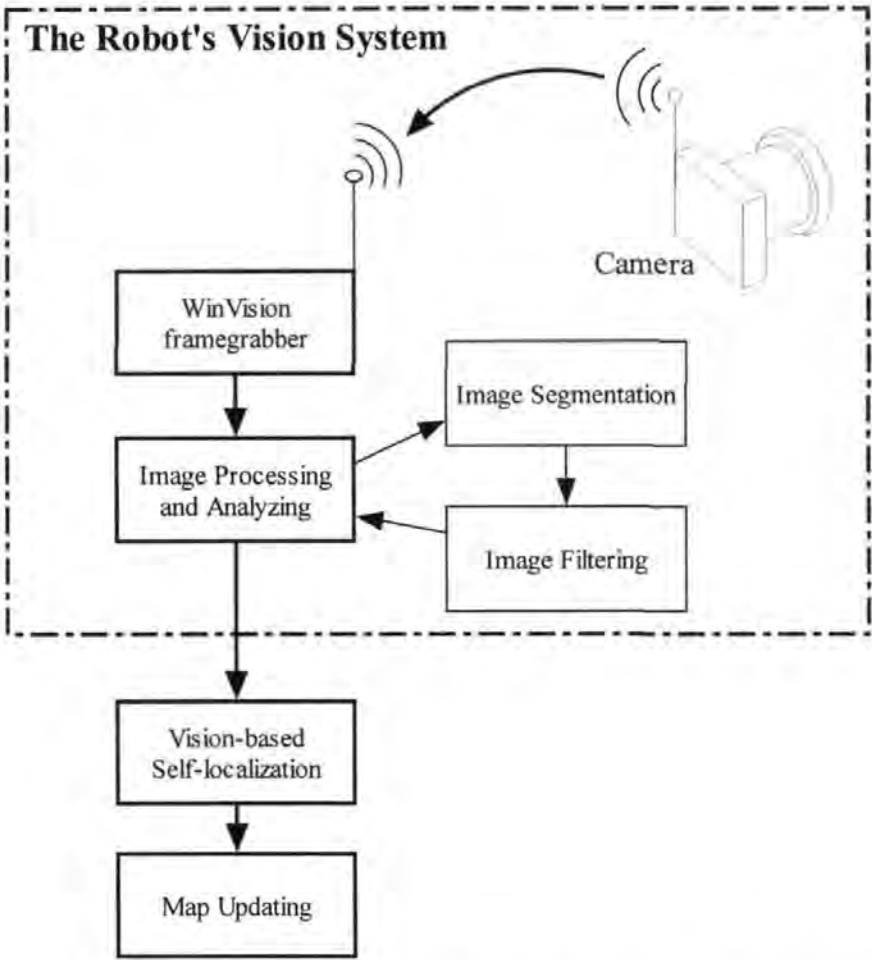 The Robot's Vision System
Camera
WinVision
framegrabber
Image Segmentation
Image Processing
and Analyzing
Image Filtering
Vision-based
Self-localization
Map Updating